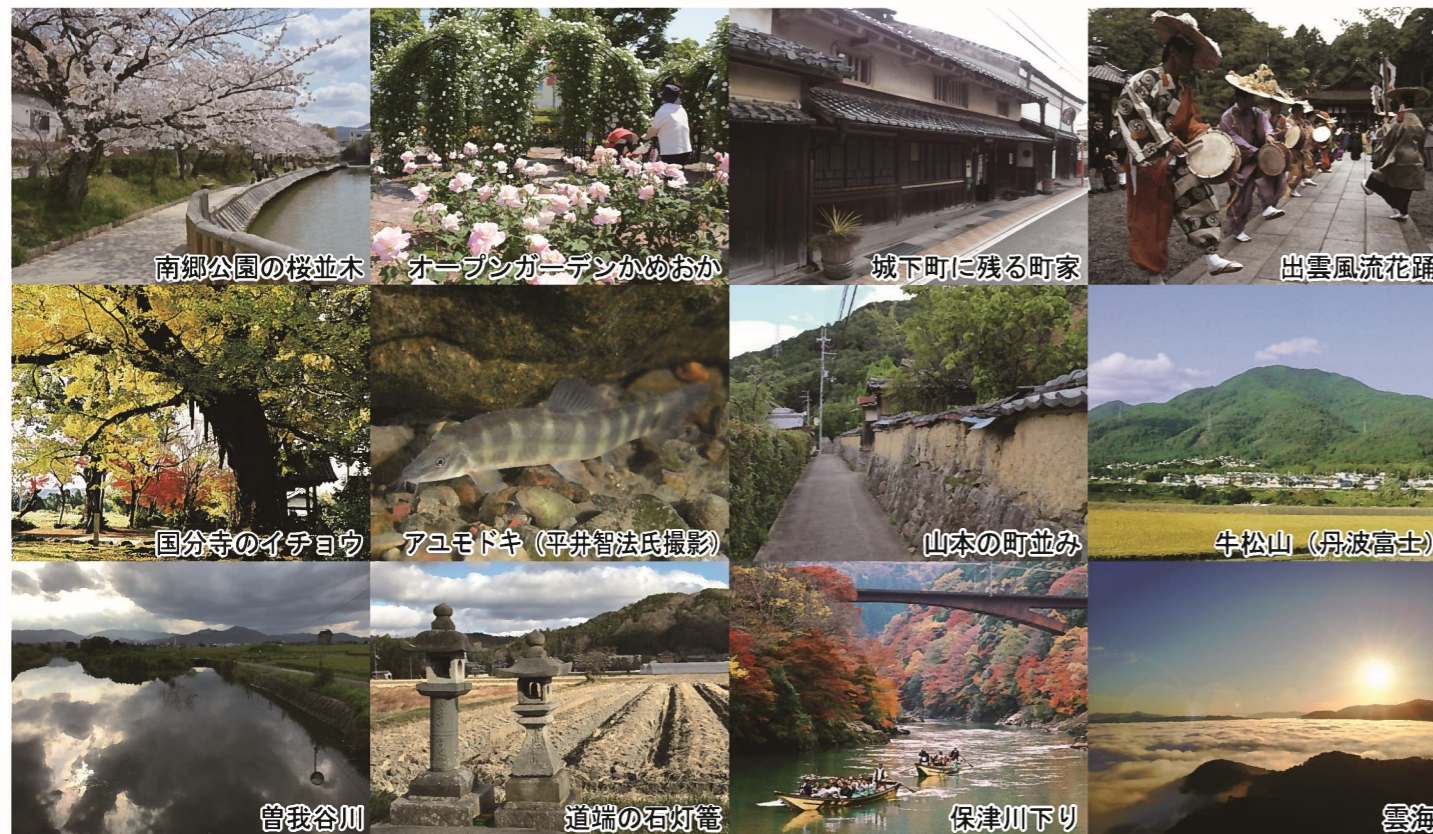 南郷公園の桜並木
オープンガーデンかめおか
城下町に残る町家
出雲風流花踊
国分寺のイチョウ
アユモドキ（平井智法氏撮影）
山本の町並み
牛松山（丹波富士）
曽我谷川
道端の石灯篭
保津川下り
雲海